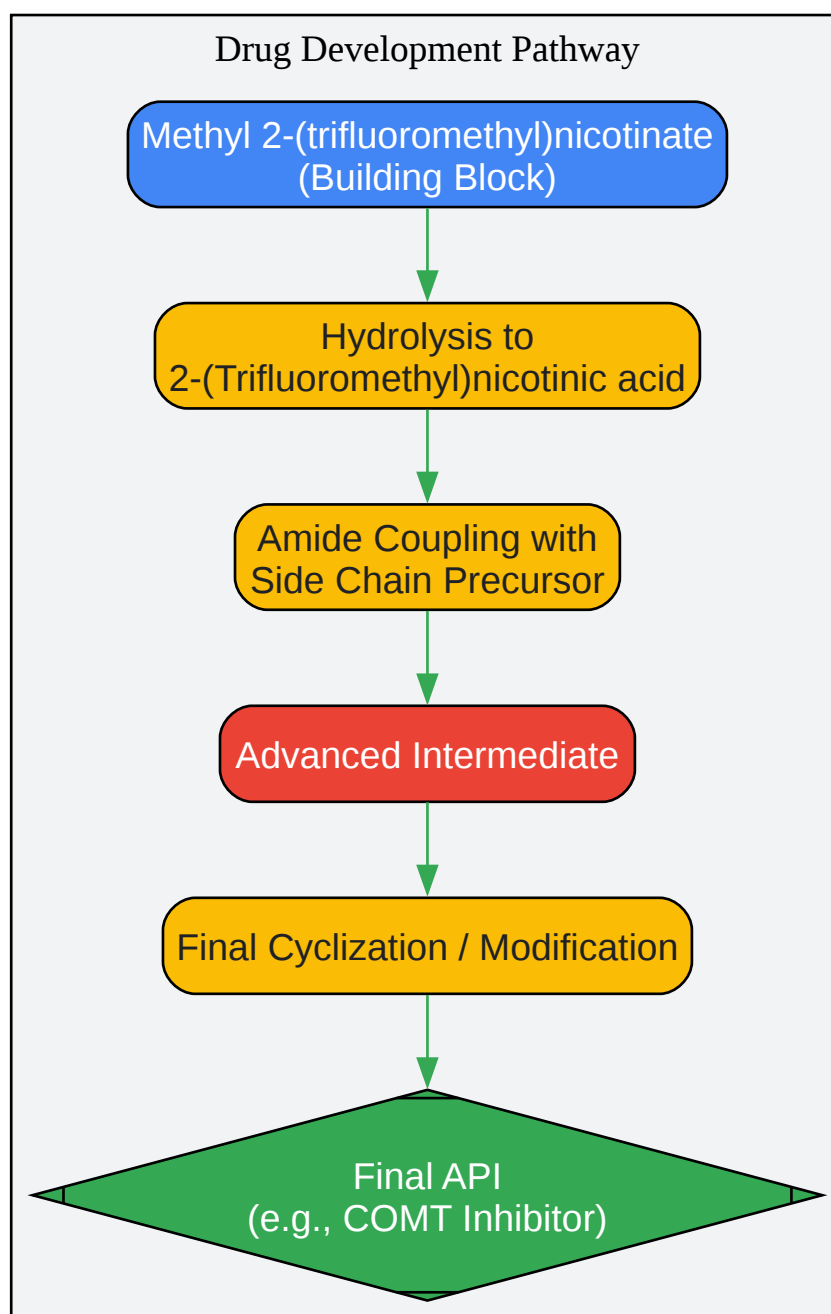 Drug Development Pathway
Methyl 2-(trifluoromethyl)nicotinate
(Building Block)
Hydrolysis to
2-(Trifluoromethyl)nicotinic acid
Amide Coupling with
Side Chain Precursor
Advanced Intermediate
Final Cyclization / Modification
Final API
(e.g., COMT Inhibitor)